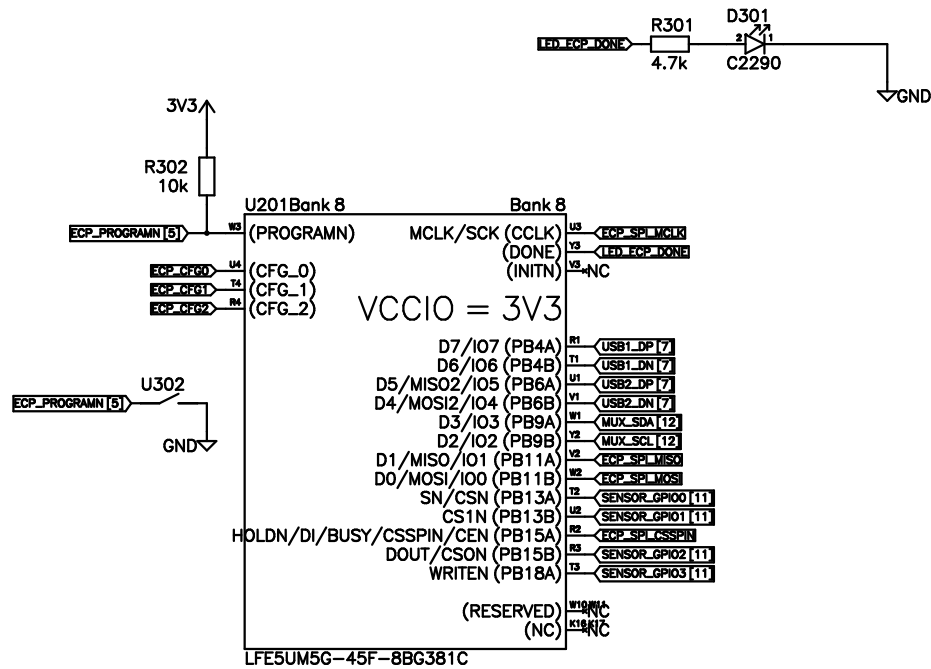 R301
D301
LED_ECP_DONE
2
1
4.7k
C2290
GND
3V3
R302
10k
U201Bank 8
Bank 8
ECP_PROGRAMN [5]
W3
(PROGRAMN)
MCLK/SCK (CCLK)
U3
ECP_SPI_MCLK
(DONE)
Y3
LED_ECP_DONE
ECP_CFG0
U4
(CFG_0)
(INITN)
V3
NC
ECP_CFG1
T4
(CFG_1)
ECP_CFG2
R4
(CFG_2)
VCCIO = 3V3
D7/IO7 (PB4A)
R1
USB1_DP [7]
D6/IO6 (PB4B)
T1
USB1_DN [7]
U302
D5/MISO2/IO5 (PB6A)
U1
USB2_DP [7]
ECP_PROGRAMN [5]
D4/MOSI2/IO4 (PB6B)
V1
USB2_DN [7]
D3/IO3 (PB9A)
W1
MUX_SDA [12]
GND
D2/IO2 (PB9B)
Y2
MUX_SCL [12]
D1/MISO/IO1 (PB11A)
V2
ECP_SPI_MISO
D0/MOSI/IO0 (PB11B)
W2
ECP_SPI_MOSI
SN/CSN (PB13A)
T2
SENSOR_GPIO0 [11]
CS1N (PB13B)
U2
SENSOR_GPIO1 [11]
HOLDN/DI/BUSY/CSSPIN/CEN (PB15A)
R2
ECP_SPI_CSSPIN
DOUT/CSON (PB15B)
R3
SENSOR_GPIO2 [11]
WRITEN (PB18A)
T3
SENSOR_GPIO3 [11]
(RESERVED)
NC
(NC)
K16K17
NC
LFE5UM5G-45F-8BG381C